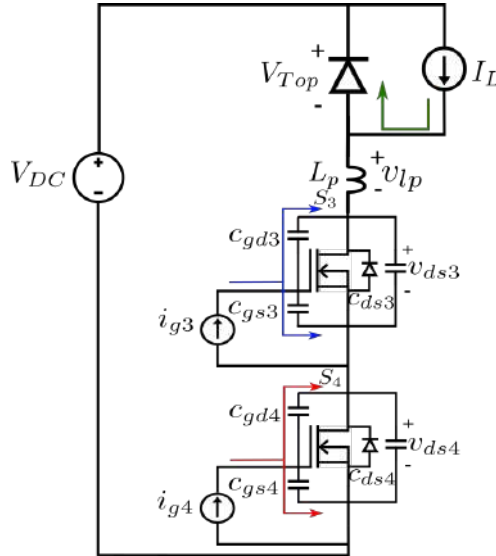 +
V_{Top}
-
I_L
V_{DC}
+
-
L_p
+
v_{lp}
-
S_3
c_{gd3}
+
v_{ds3}
-
c_{gs3}
c_{ds3}
i_{g3}
S_4
c_{gd4}
+
v_{ds4}
-
c_{gs4}
c_{ds4}
i_{g4}